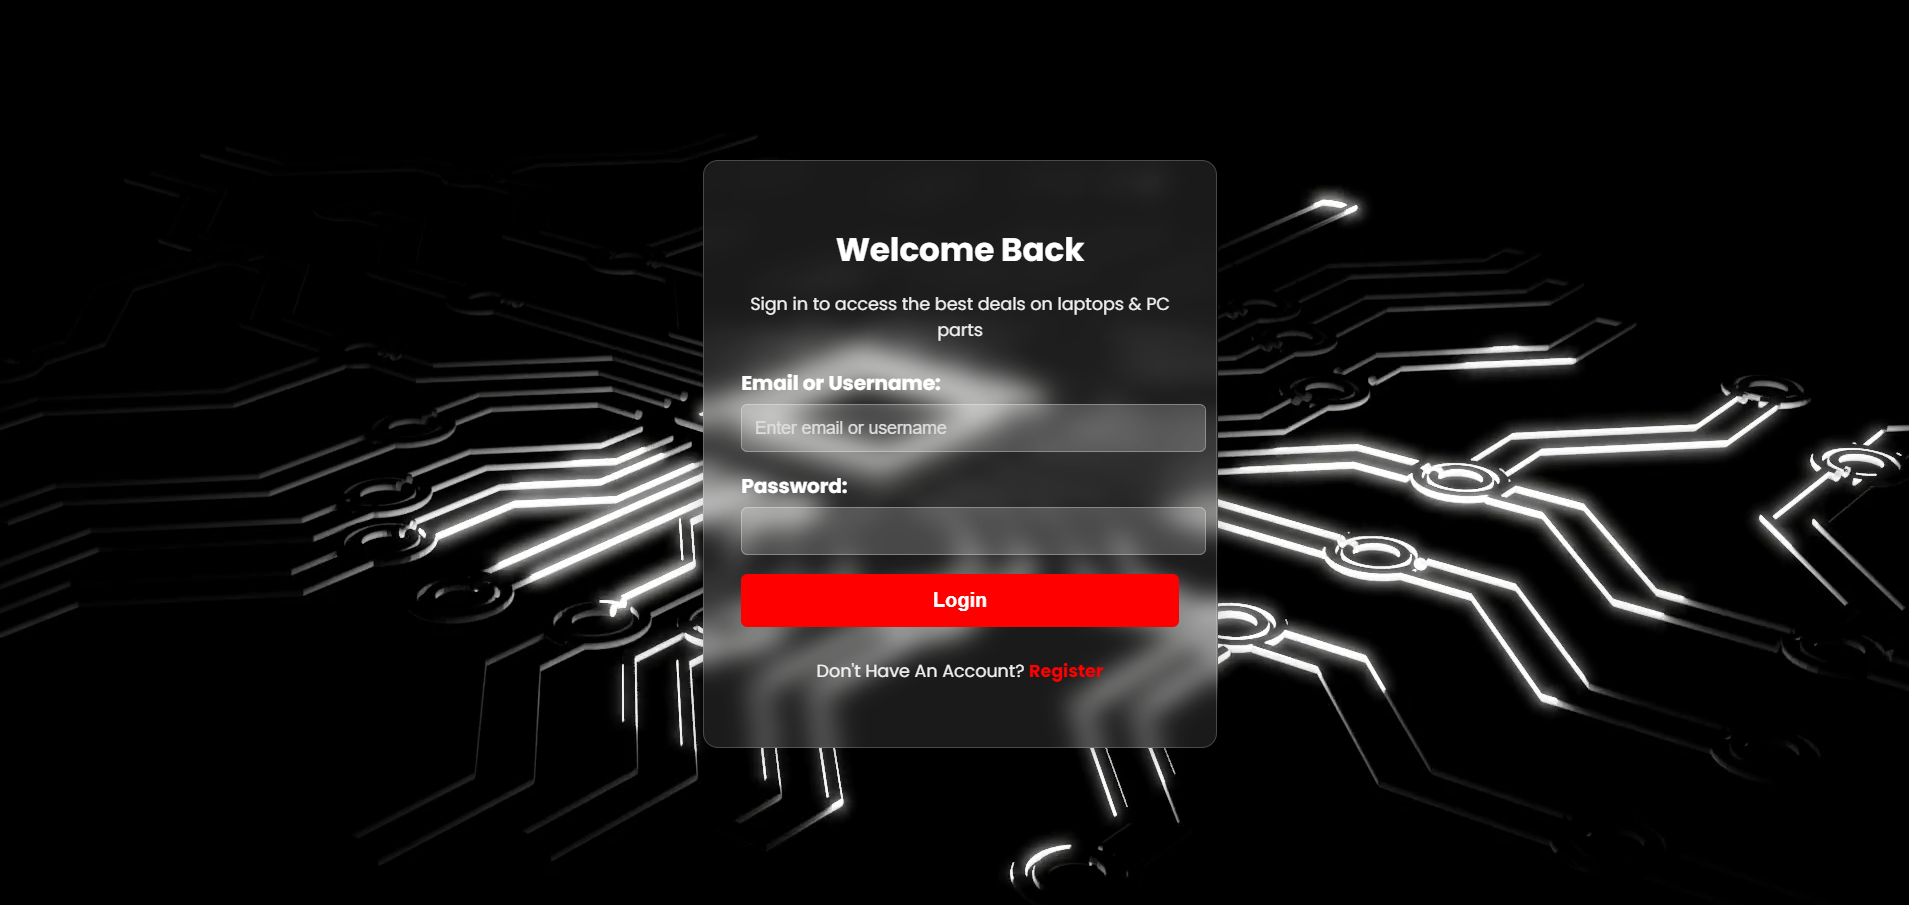 Welcome Back
Sign in to access the best deals on laptops & PC
parts
Email or Username:
Enter email or username
Password:
Login
Don't Have An Account? Register